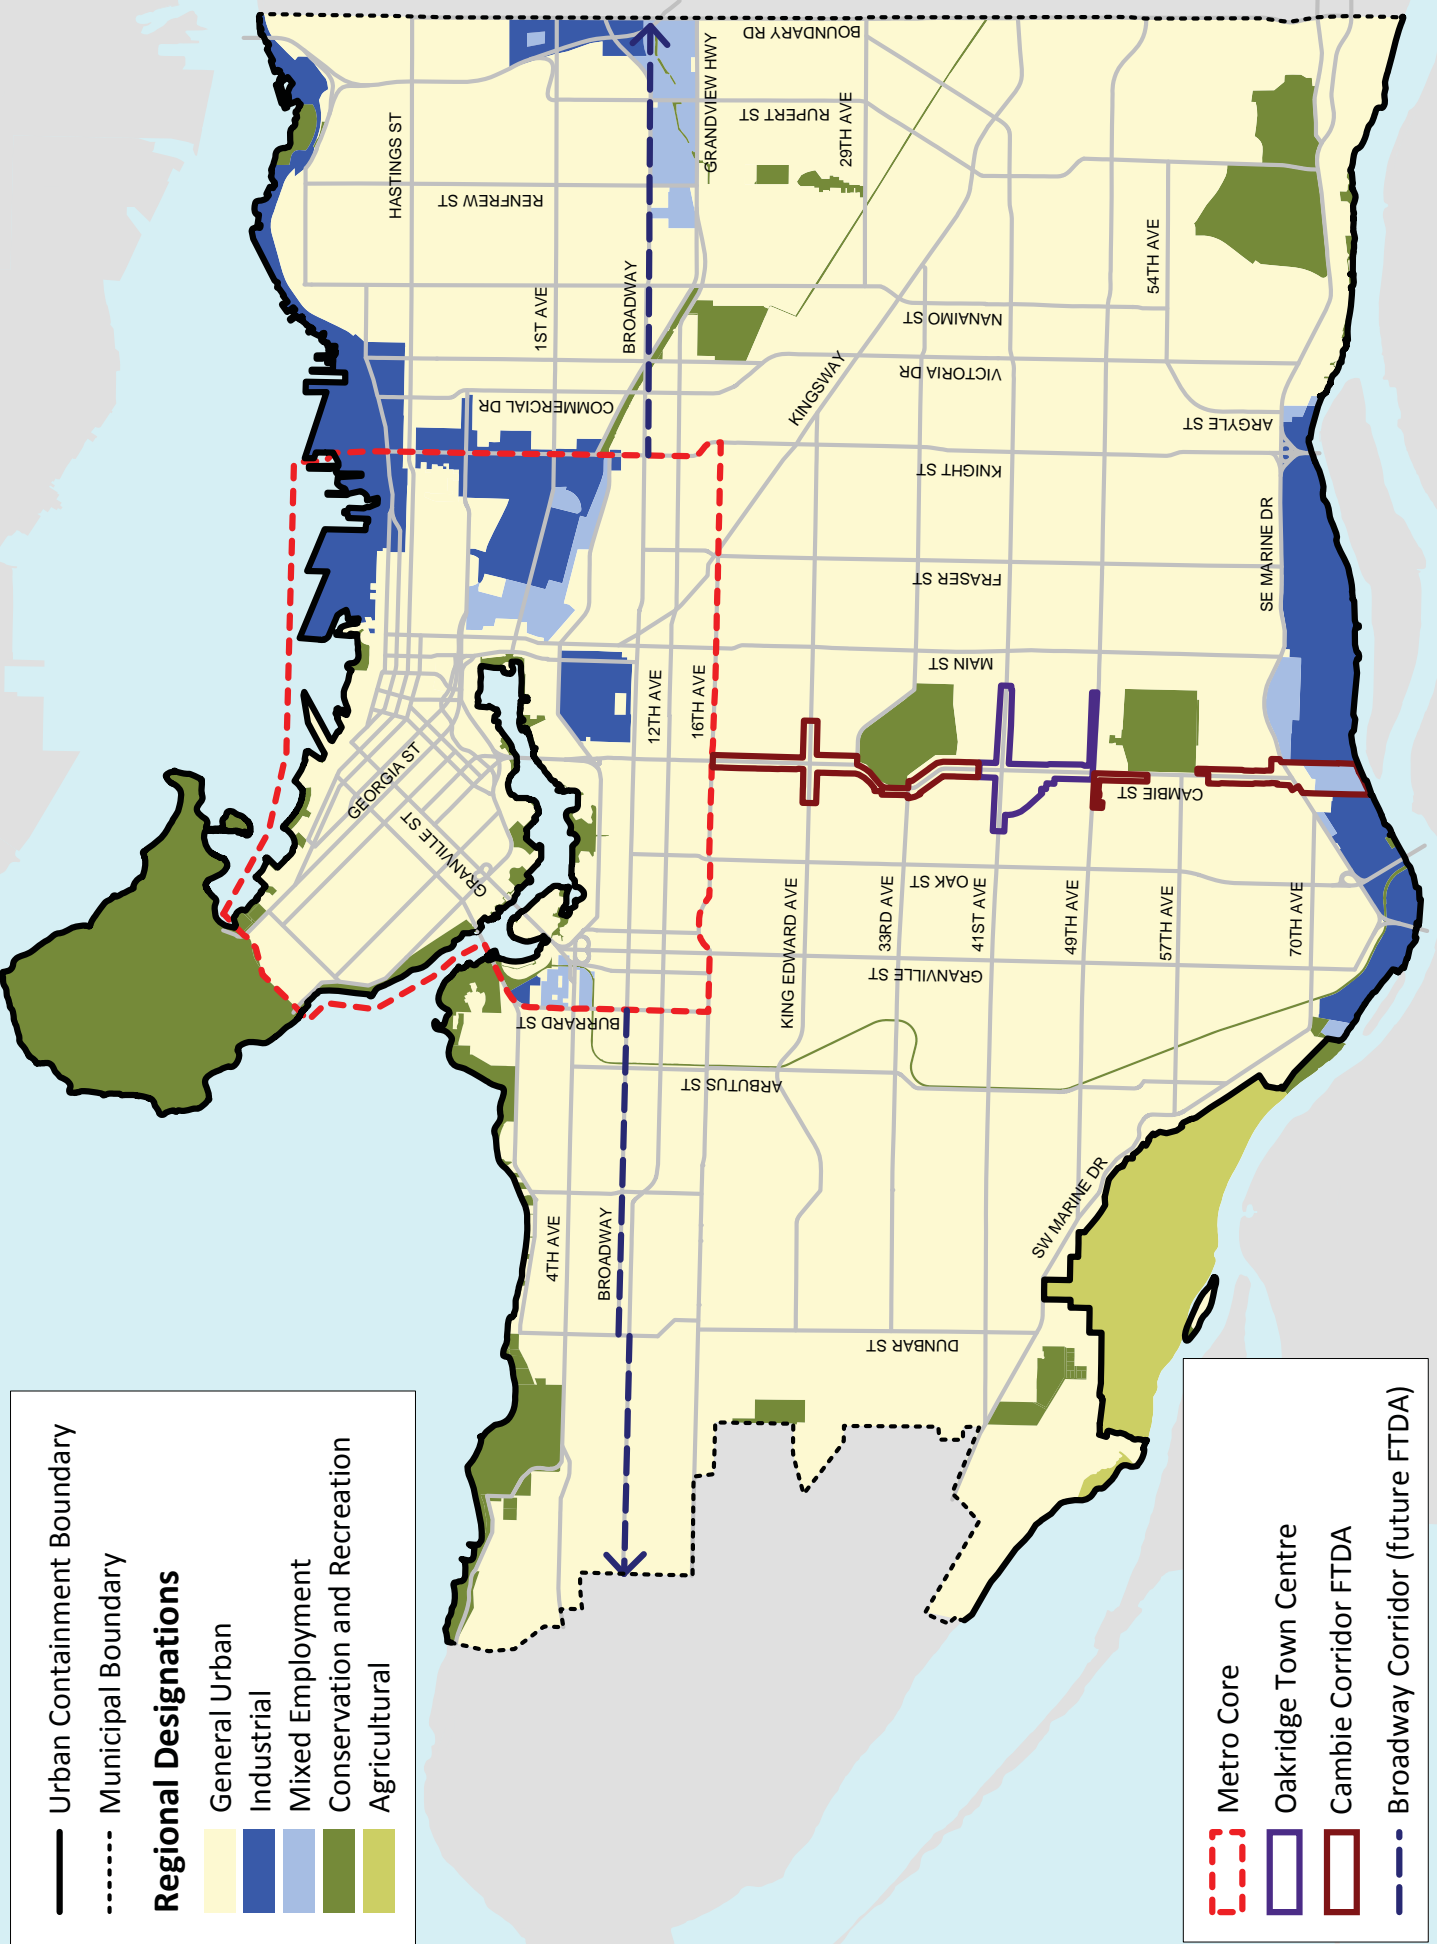 Urban Containment Boundary
Municipal Boundary
Regional Designations
General Urban
Industrial
Mixed Employment
Conservation and Recreation
Agricultural
Metro Core
Oakridge Town Centre
Cambie Corridor FTDA
Broadway Corridor (future FTDA)
GEORGIA ST
GRANVILLE ST
HASTINGS ST
RENFREW ST
1ST AVE
COMMERCIAL DR
BROADWAY
GRANDVIEW HWY
BOUNDARY RD
RUPERT ST
29TH AVE
NANAIMO ST
VICTORIA DR
KINGSWAY
54TH AVE
ARGYLE ST
KNIGHT ST
FRASER ST
SE MARINE DR
MAIN ST
12TH AVE
16TH AVE
CAMBIE ST
KING EDWARD AVE
33RD AVE
OAK ST
41ST AVE
49TH AVE
57TH AVE
70TH AVE
GRANVILLE ST
BURRARD ST
ARBUTUS ST
4TH AVE
BROADWAY
SW MARINE DR
DUNBAR ST